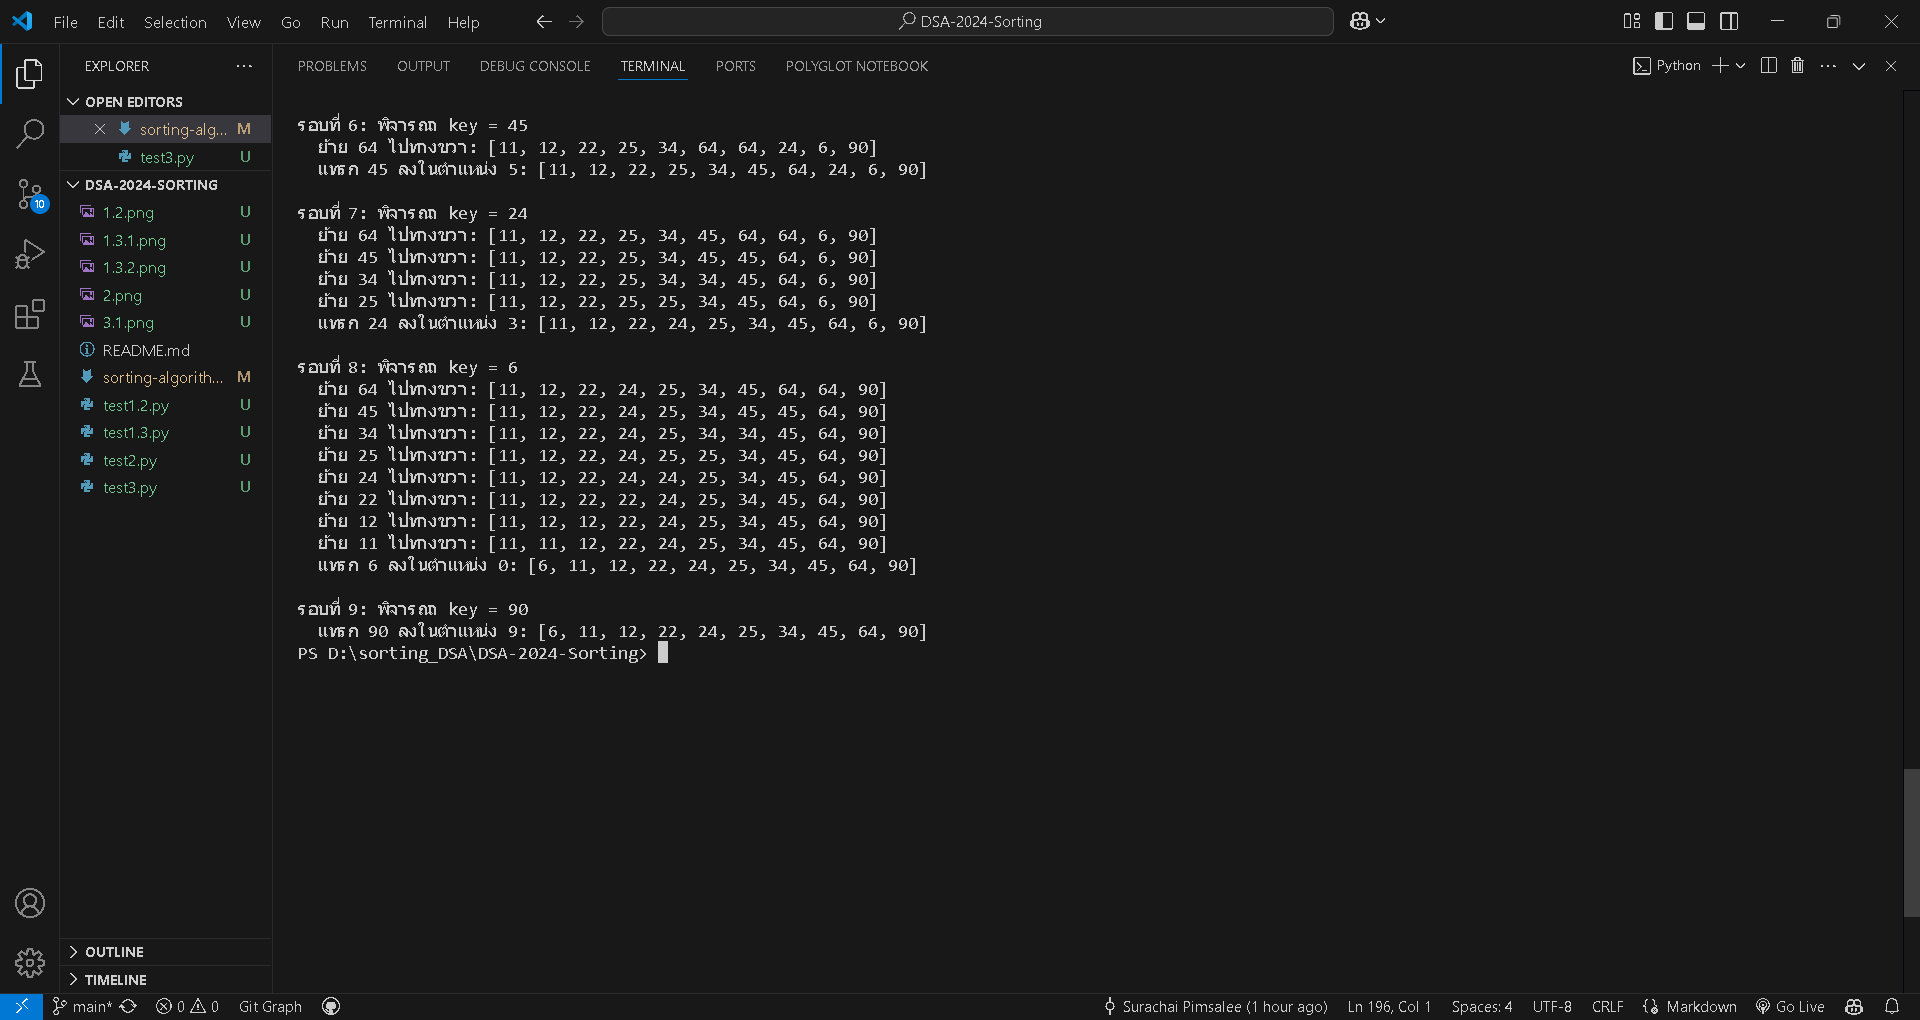 File Edit Selection View Go Run Terminal Help
DSA-2024-Sorting
EXPLORER
OPEN EDITORS
sorting-alg... M
test3.py U
DSA-2024-SORTING
1.2.png U
1.3.1.png U
1.3.2.png U
2.png U
3.1.png U
README.md
sorting-algorith... M
test1.2.py U
test1.3.py U
test2.py U
test3.py U
OUTLINE
TIMELINE
10
PROBLEMS OUTPUT DEBUG CONSOLE TERMINAL PORTS POLYGLOT NOTEBOOK
Python
รอบที่ 6: พิจารณา key = 45
ย้าย 64 ไปทางขวา: [11, 12, 22, 25, 34, 64, 64, 24, 6, 90]
แทรก 45 ลงในตำแหน่ง 5: [11, 12, 22, 25, 34, 45, 64, 24, 6, 90]
รอบที่ 7: พิจารณา key = 24
ย้าย 64 ไปทางขวา: [11, 12, 22, 25, 34, 45, 64, 64, 6, 90]
ย้าย 45 ไปทางขวา: [11, 12, 22, 25, 34, 45, 45, 64, 6, 90]
ย้าย 34 ไปทางขวา: [11, 12, 22, 25, 34, 34, 45, 64, 6, 90]
ย้าย 25 ไปทางขวา: [11, 12, 22, 25, 25, 34, 45, 64, 6, 90]
แทรก 24 ลงในตำแหน่ง 3: [11, 12, 22, 24, 25, 34, 45, 64, 6, 90]
รอบที่ 8: พิจารณา key = 6
ย้าย 64 ไปทางขวา: [11, 12, 22, 24, 25, 34, 45, 64, 64, 90]
ย้าย 45 ไปทางขวา: [11, 12, 22, 24, 25, 34, 45, 45, 64, 90]
ย้าย 34 ไปทางขวา: [11, 12, 22, 24, 25, 34, 34, 45, 64, 90]
ย้าย 25 ไปทางขวา: [11, 12, 22, 24, 25, 25, 34, 45, 64, 90]
ย้าย 24 ไปทางขวา: [11, 12, 22, 24, 24, 25, 34, 45, 64, 90]
ย้าย 22 ไปทางขวา: [11, 12, 22, 22, 24, 25, 34, 45, 64, 90]
ย้าย 12 ไปทางขวา: [11, 12, 12, 22, 24, 25, 34, 45, 64, 90]
ย้าย 11 ไปทางขวา: [11, 11, 12, 22, 24, 25, 34, 45, 64, 90]
แทรก 6 ลงในตำแหน่ง 0: [6, 11, 12, 22, 24, 25, 34, 45, 64, 90]
รอบที่ 9: พิจารณา key = 90
แทรก 90 ลงในตำแหน่ง 9: [6, 11, 12, 22, 24, 25, 34, 45, 64, 90]
PS D:\sorting_DSA\DSA-2024-Sorting>
main* 0 0 Git Graph Surachai Pimsalee (1 hour ago) Ln 196, Col 1 Spaces: 4 UTF-8 CRLF Markdown Go Live